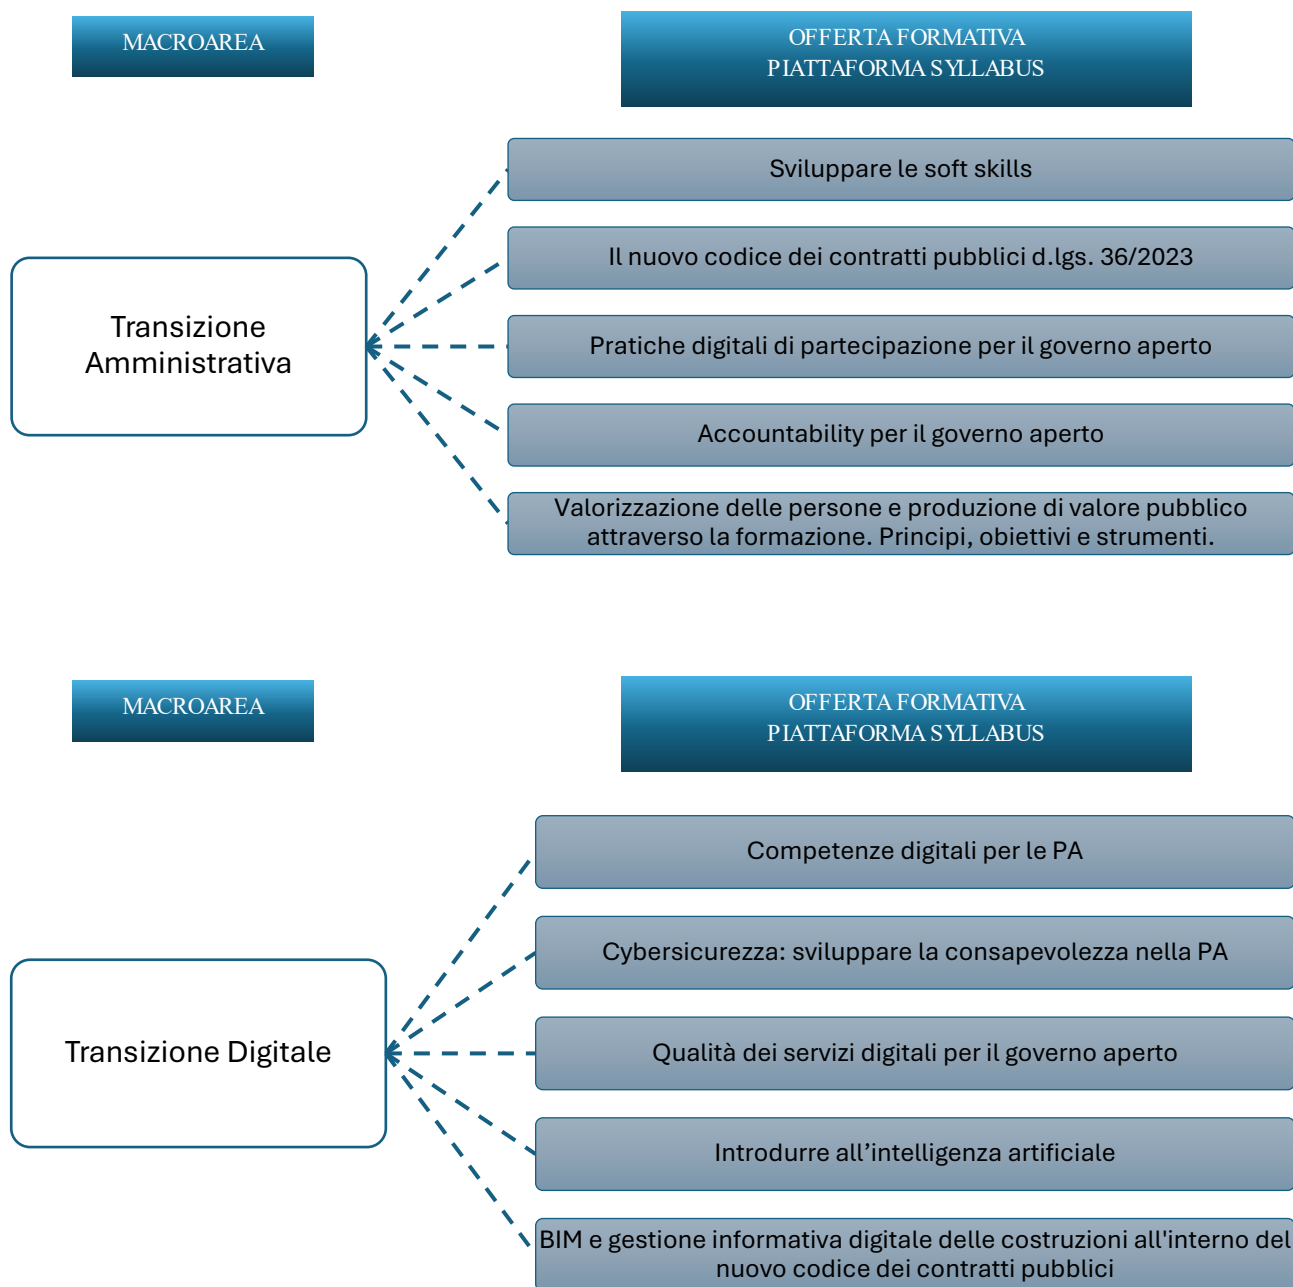 MACROAREA
OFFERTA FORMATIVA
PIATTAFORMA SYLLABUS
Sviluppare le soft skills
Il nuovo codice dei contratti pubblici d.lgs. 36/2023
Transizione
Amministrativa
Pratiche digitali di partecipazione per il governo aperto
Accountability per il governo aperto
Valorizzazione delle persone e produzione di valore pubblico
attraverso la formazione. Principi, obiettivi e strumenti.
MACROAREA
OFFERTA FORMATIVA
PIATTAFORMA SYLLABUS
Competenze digitali per le PA
Cybersicurezza: sviluppare la consapevolezza nella PA
Transizione Digitale
Qualità dei servizi digitali per il governo aperto
Introdurre all’intelligenza artificiale
BIM e gestione informativa digitale delle costruzioni all'interno del
nuovo codice dei contratti pubblici